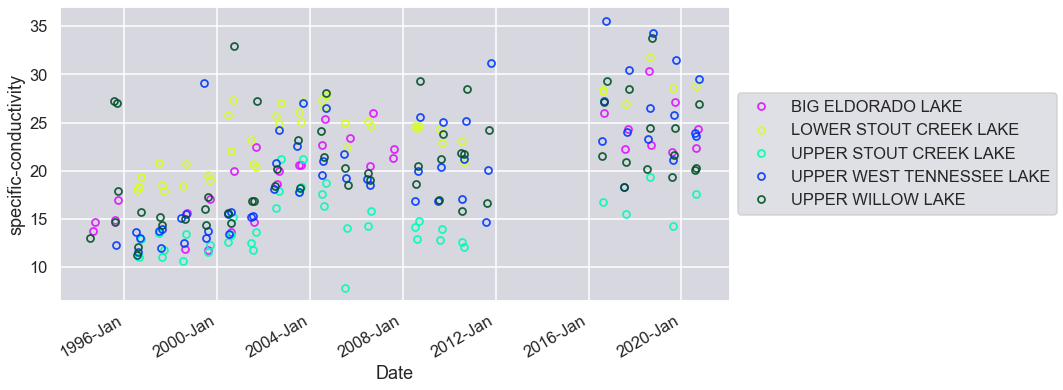 35
30
25
20
15
10
specific-conductivity
1996-Jan
2000-Jan
2004-Jan
2008-Jan
2012-Jan
2016-Jan
2020-Jan
Date
BIG ELDORADO LAKE
LOWER STOUT CREEK LAKE
UPPER STOUT CREEK LAKE
UPPER WEST TENNESSEE LAKE
UPPER WILLOW LAKE